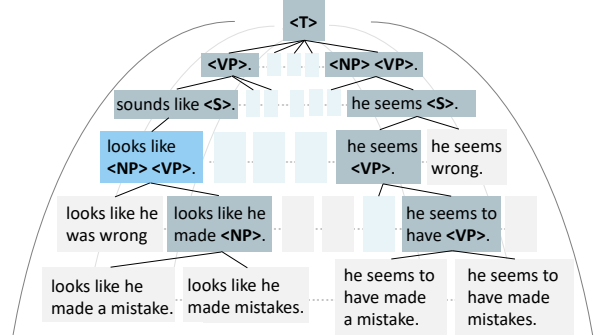 <T>
<VP>.
<NP> <VP>.
sounds like <S>.
he seems <S>.
looks like
<NP> <VP>.
he seems
<VP>.
he seems
wrong.
looks like he
was wrong
looks like he
made <NP>.
he seems to
have <VP>.
looks like he
made a mistake.
looks like he
made mistakes.
he seems to
have made
a mistake.
he seems to
have made
mistakes.